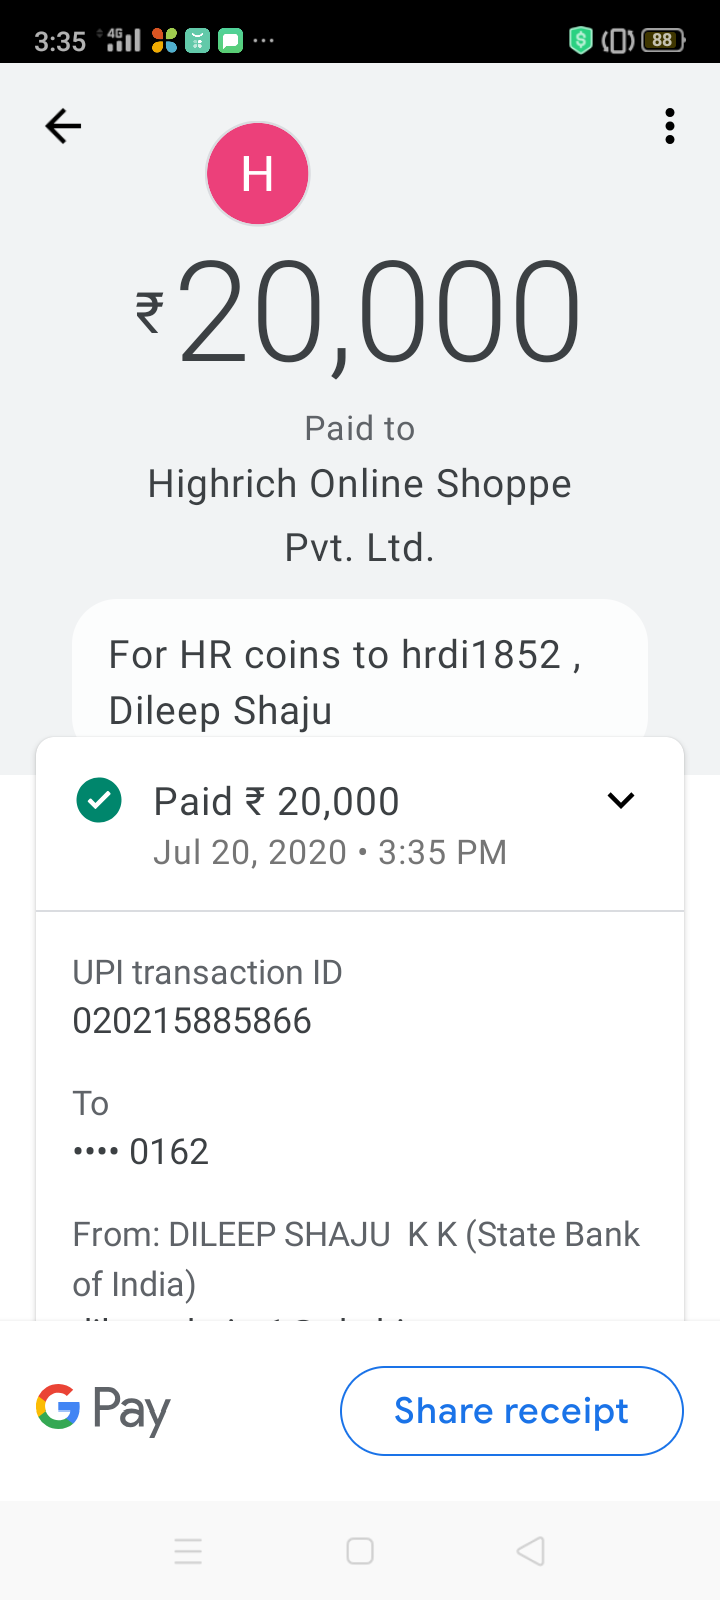 3:35 4G 88
H
₹20,000
Paid to
Highrich Online Shoppe
Pvt. Ltd.
For HR coins to hrdi1852 ,
Dileep Shaju
Paid ₹ 20,000
Jul 20, 2020 • 3:35 PM
UPI transaction ID
020215885866
To
•••• 0162
From: DILEEP SHAJU K K (State Bank
of India)
G Pay
Share receipt